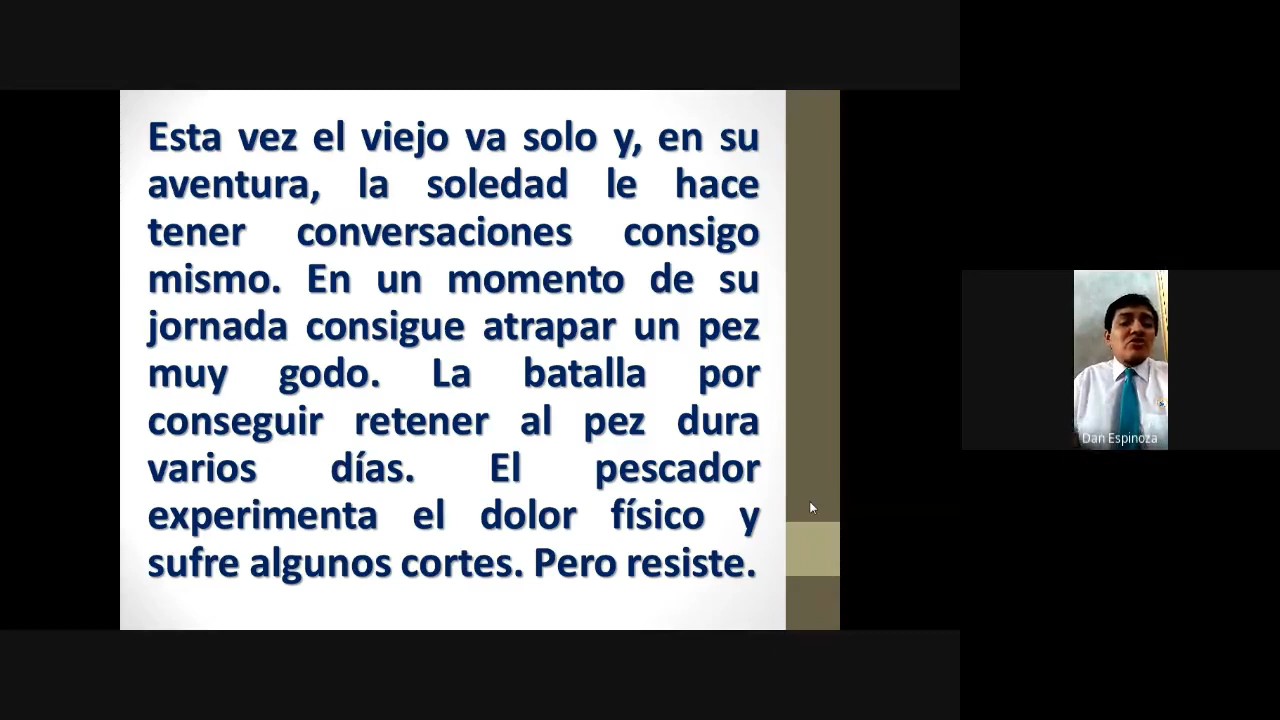 Esta vez el viejo va solo y, en su
aventura, la soledad le hace
tener conversaciones consigo
mismo. En un momento de su
jornada consigue atrapar un pez
muy godo. La batalla por
conseguir retener al pez dura
varios días. El pescador
experimenta el dolor físico y
sufre algunos cortes. Pero resiste.
Dan Espinoza